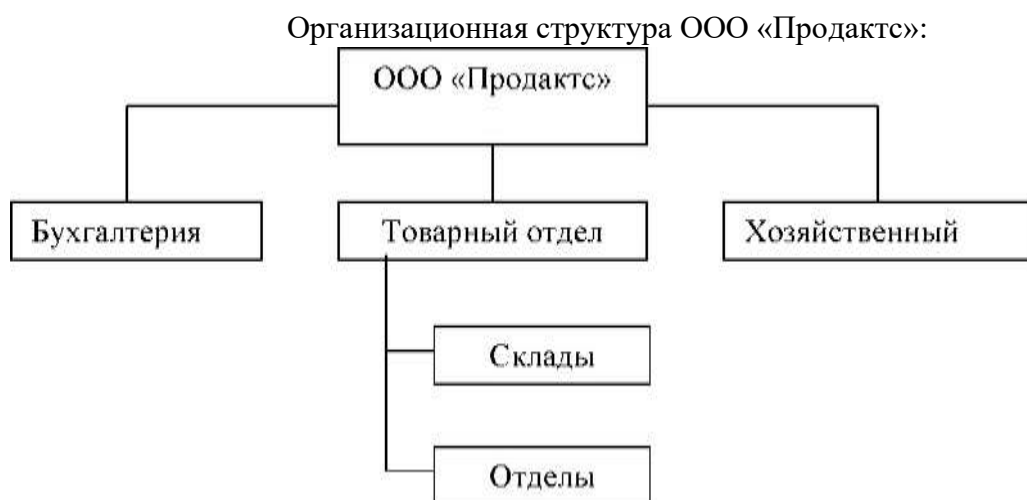 Организационная структура ООО «Продактс»:
ООО «Продактс»
Бухгалтерия
Товарный отдел
Хозяйственный
Склады
Отделы